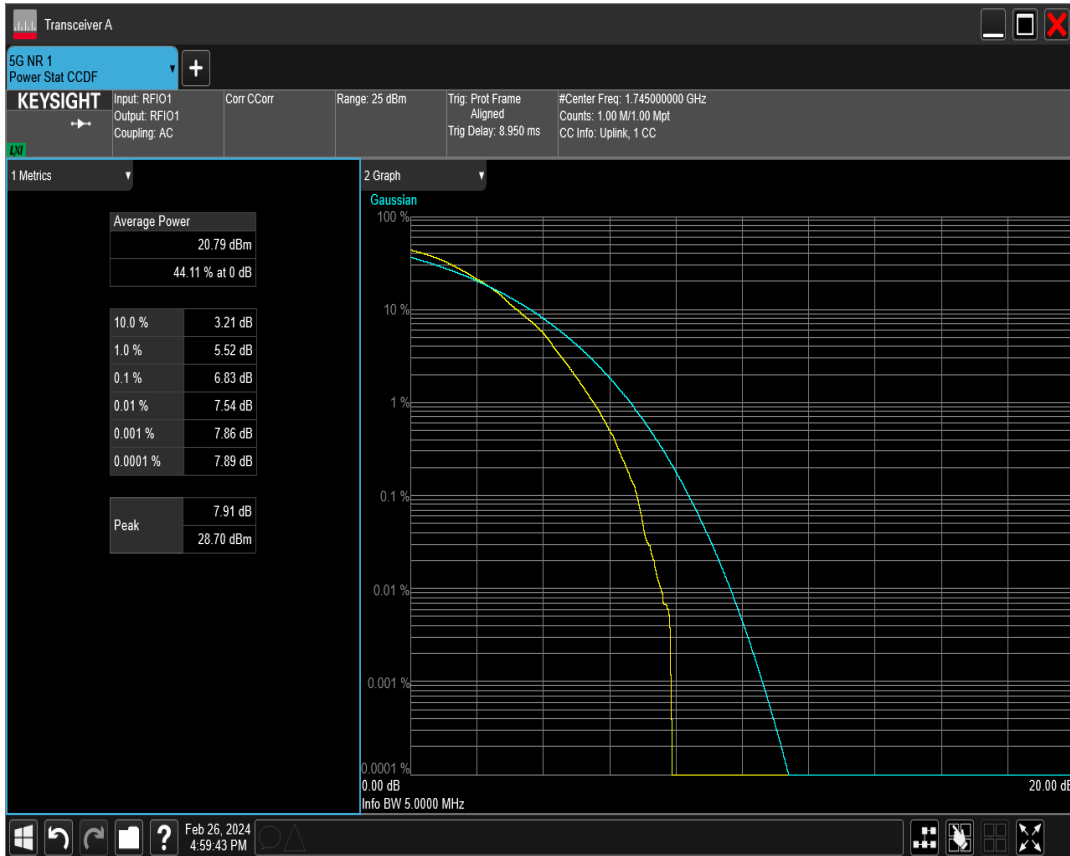 Transceiver A
5G NR 1
Power Stat CCDF
KEYSIGHT
LXI
Input: RFIO1
Output: RFIO1
Coupling: AC
Corr CCorr
Range: 25 dBm
Trig: Prot Frame
Aligned
Trig Delay: 8.950 ms
#Center Freq: 1.745000000 GHz
Counts: 1.00 M/1.00 Mpt
CC Info: Uplink, 1 CC
1 Metrics
Average Power
20.79 dBm
44.11 % at 0 dB
10.0 % 3.21 dB
1.0 % 5.52 dB
0.1 % 6.83 dB
0.01 % 7.54 dB
0.001 % 7.86 dB
0.0001 % 7.89 dB
Peak
7.91 dB
28.70 dBm
2 Graph
Gaussian
100 %
10 %
1 %
0.1 %
0.01 %
0.001 %
0.0001 %
0.00 dB 20.00 dB
Info BW 5.0000 MHz
?
Feb 26, 2024
4:59:43 PM